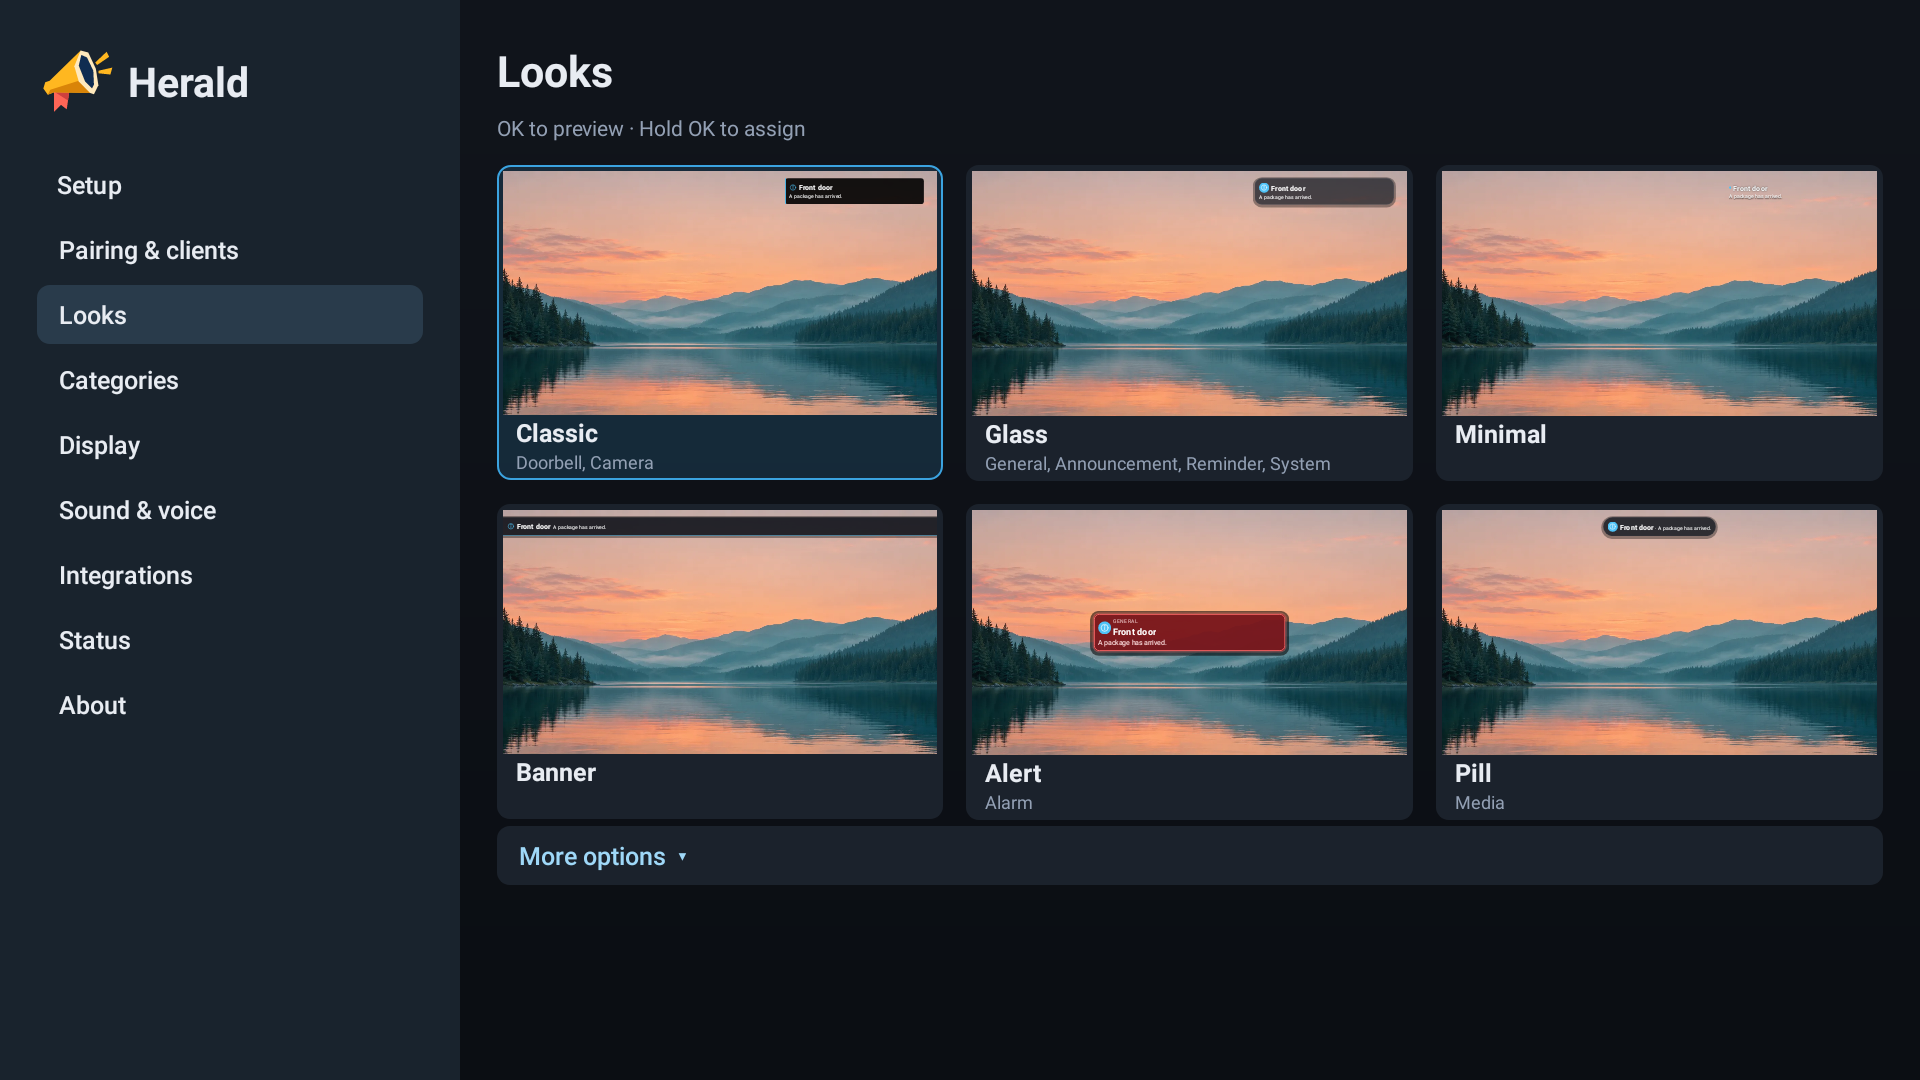 Herald
Setup
Pairing & clients
Looks
Categories
Display
Sound & voice
Integrations
Status
About
Looks
OK to preview · Hold OK to assign
Front door
A package has arrived.
Classic
Doorbell, Camera
Front door
A package has arrived.
Glass
General, Announcement, Reminder, System
Front door
A package has arrived.
Minimal
Front door A package has arrived.
Banner
GENERAL
Front door
A package has arrived.
Alert
Alarm
Front door · A package has arrived.
Pill
Media
More options ▼